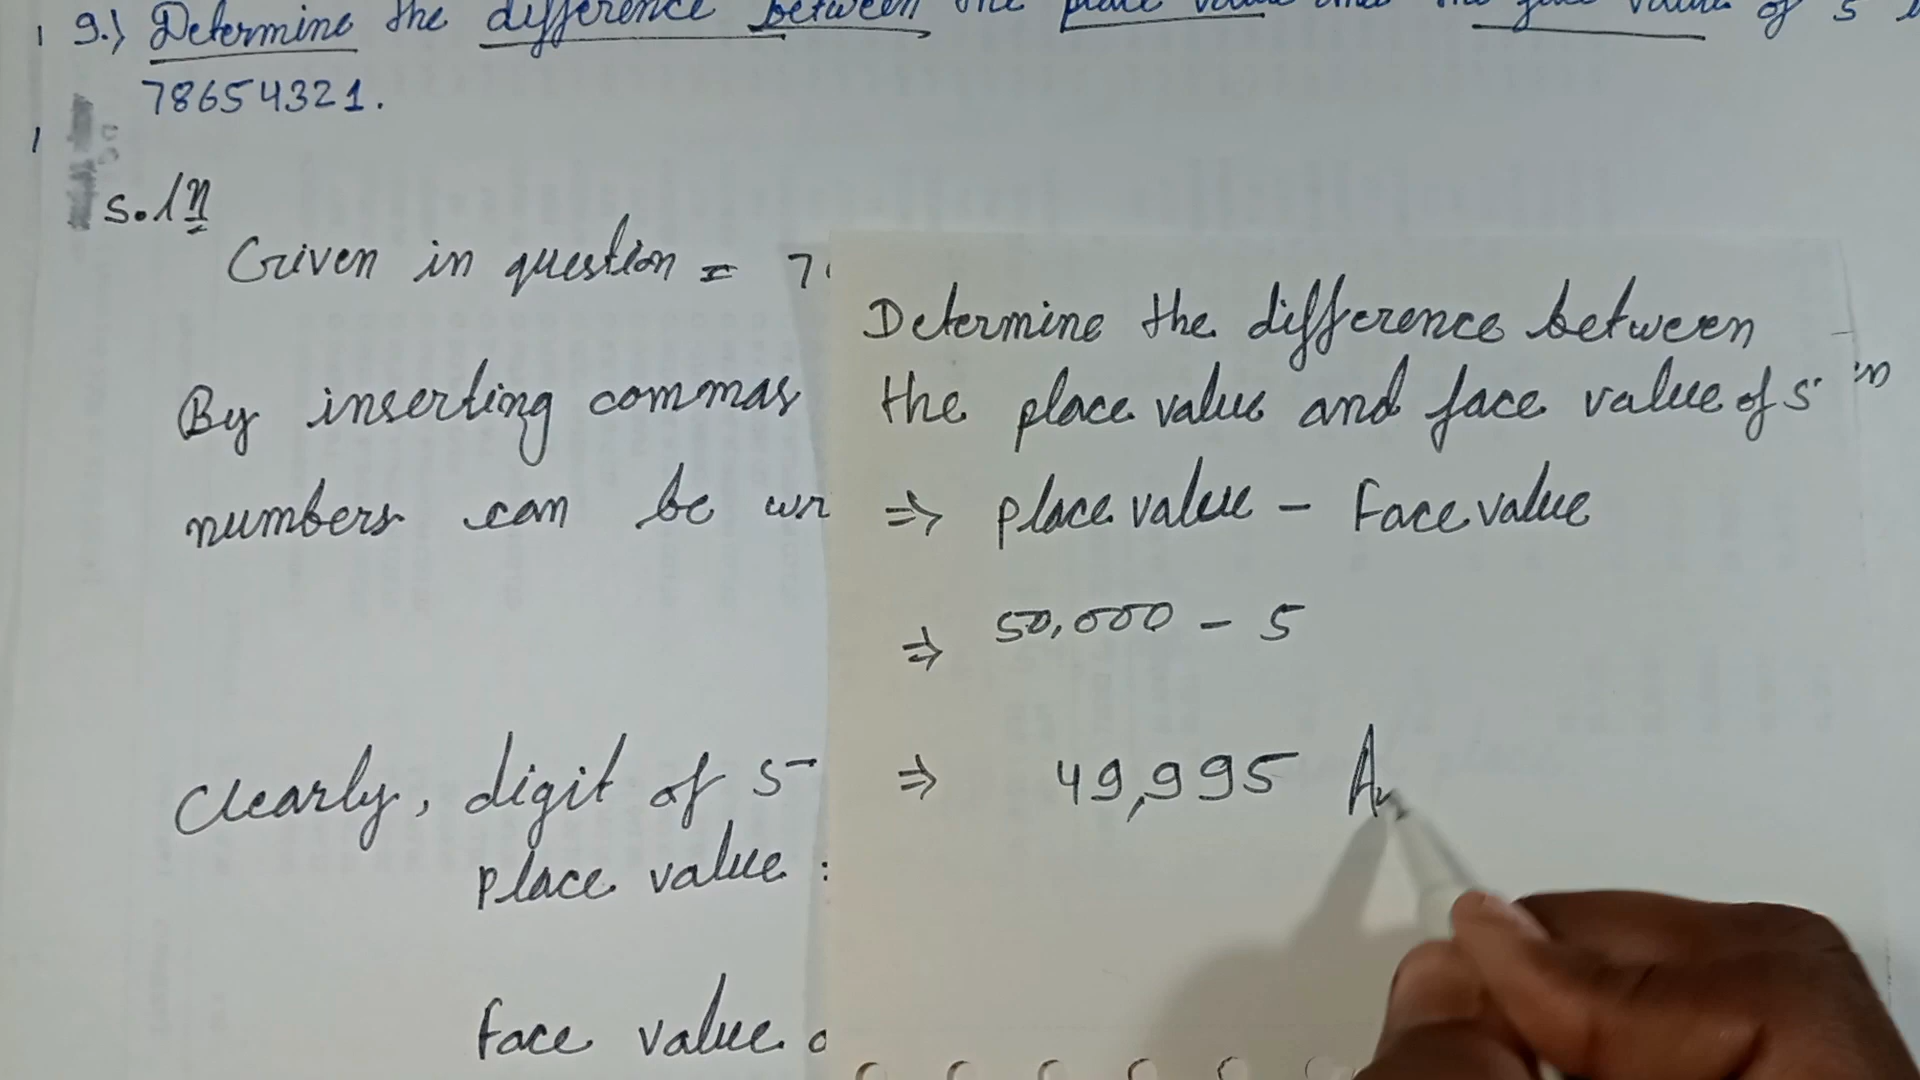 9.) Determine the difference between the place value and the face value of 5
78654321.
Soln
Given in question = 7
By inserting commas
numbers can be wr
Clearly, digit of 5
place value :
Face value o
Determine the difference between
the place value and face value of 5 in
⇒ place value - Face value
⇒ 50,000 - 5
⇒ 49,995 An